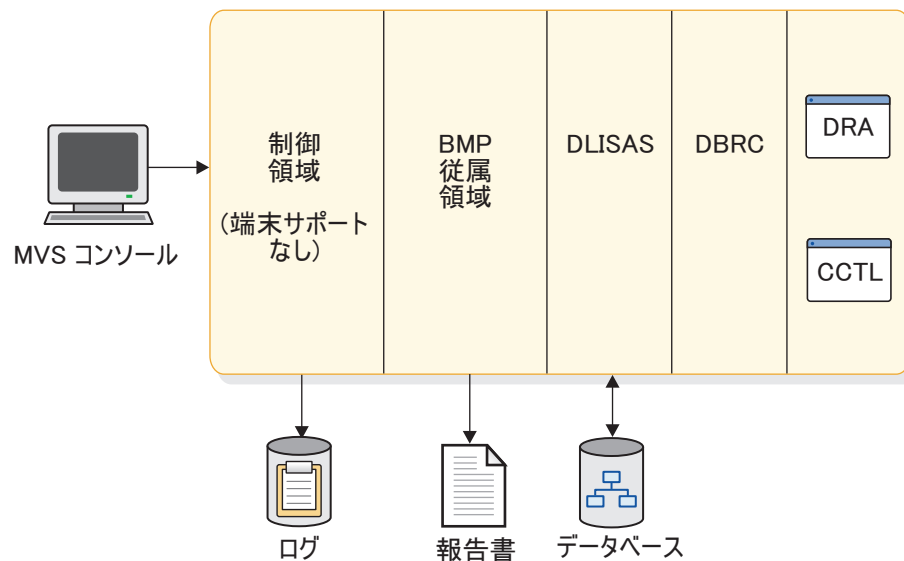 制御
領域
(端末サポート
なし)
BMP
従属
領域
DLISAS
DBRC
DRA
CCTL
MVS コンソール
ログ
報告書
データベース